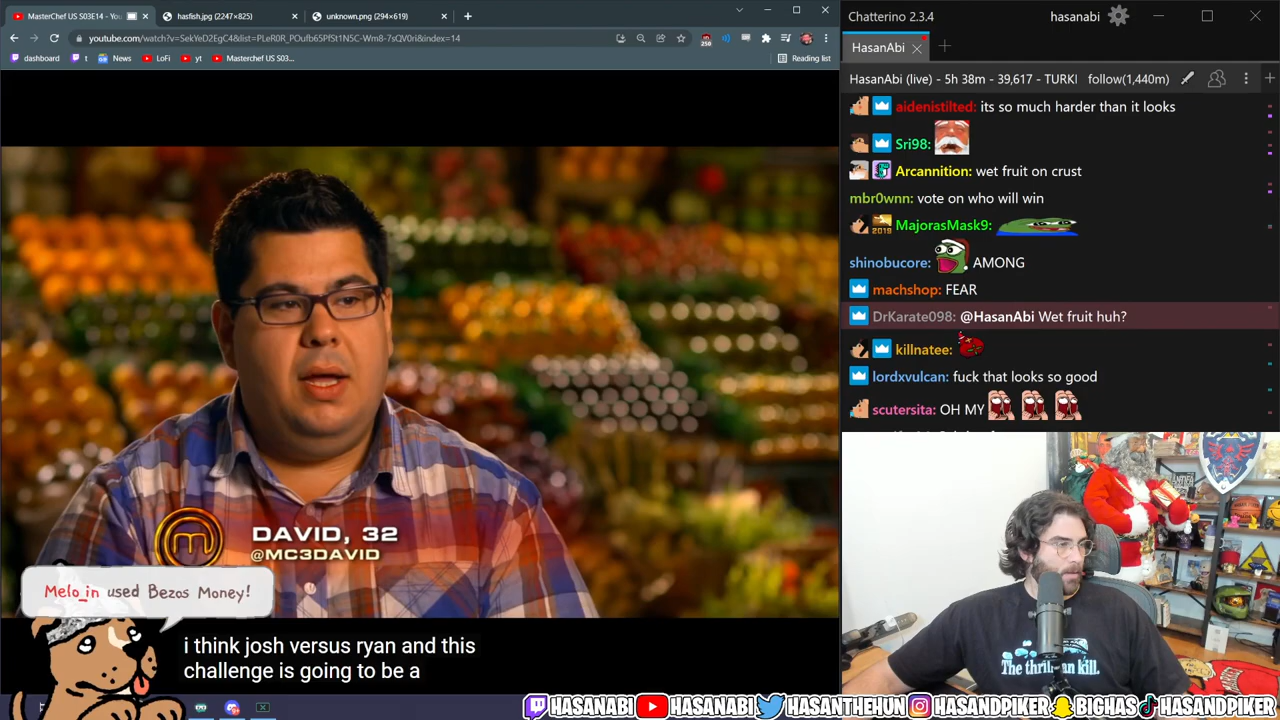 MasterChef US S03E14 - You
hasfish.jpg (2247×825)
unknown.png (294×619)
youtube.com/watch?v=SekYeD2EgC4&list=PLeR0R_POufb65PfSt1N5C-Wm8-7sQV0ri&index=14
dashboard
t
News
LoFi
yt
Masterchef US S03...
Reading list
DAVID, 32
@MC3DAVID
Melo_in used Bezos Money!
i think josh versus ryan and this
challenge is going to be a
Chatterino 2.3.4
hasanabi
HasanAbi
HasanAbi (live) - 5h 38m - 39,617 - TURKI
follow(1,440m)
aidenistilted: its so much harder than it looks
Sri98:
Arcannition: wet fruit on crust
mbr0wnn: vote on who will win
2019 MajorasMask9:
shinobucore: AMONG
machshop: FEAR
DrKarate098: @HasanAbi Wet fruit huh?
killnatee:
lordxvulcan: fuck that looks so good
scutersita: OH MY
The thrill can kill.
HASANABI
HASANABI
HASANTHEHUN
HASANDPIKER
BIGHAS
HASANDPIKER